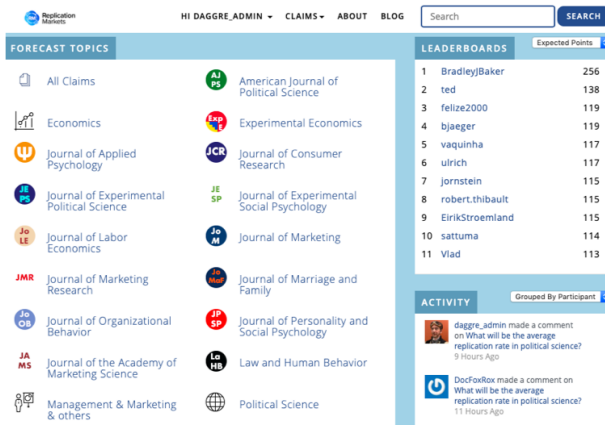 Replication
Markets
HI DAGGRE_ADMIN
CLAIMS
ABOUT
BLOG
Search
SEARCH
FORECAST TOPICS
All Claims
AJ
PS
American Journal of
Political Science
Economics
Exp
E
Experimental Economics
Ψ
Journal of Applied
Psychology
JCR
Journal of Consumer
Research
JE
PS
Journal of Experimental
Political Science
JE
SP
Journal of Experimental
Social Psychology
Jo
LE
Journal of Labor
Economics
Jo
M
Journal of Marketing
JMR
Journal of Marketing
Research
Jo
MaF
Journal of Marriage and
Family
Jo
OB
Journal of Organizational
Behavior
JP
SP
Journal of Personality and
Social Psychology
JA
MS
Journal of the Academy of
Marketing Science
La
HB
Law and Human Behavior
Management & Marketing
& others
Political Science
LEADERBOARDS
Expected Points
1 BradleyJBaker 256
2 ted 138
3 felize2000 119
4 bjaeger 119
5 vaquinha 117
6 ulrich 117
7 jornstein 115
8 robert.thibault 115
9 EirikStroemland 115
10 sattuma 114
11 Vlad 113
ACTIVITY
Grouped By Participant
daggre_admin made a comment
on What will be the average
replication rate in political science?
9 Hours Ago
DocFoxRox made a comment on
What will be the average
replication rate in political science?
11 Hours Ago